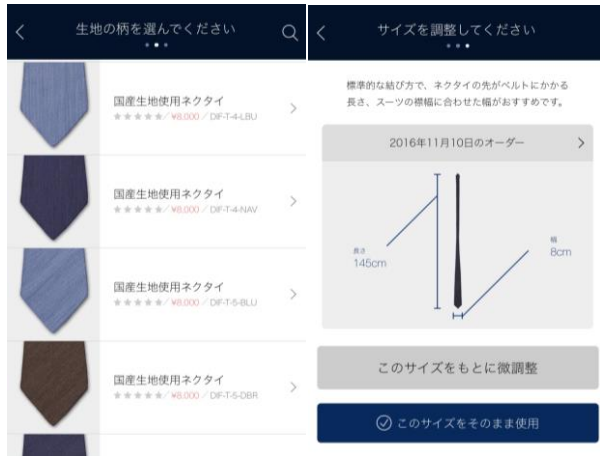 生地の柄を選んでください
国産生地使用ネクタイ
★★★★★/ ¥8,000 / DIF-T-4-LBU
国産生地使用ネクタイ
★★★★★/ ¥8,000 / DIF-T-4-NAV
国産生地使用ネクタイ
★★★★★/ ¥8,000 / DIF-T-5-BLU
国産生地使用ネクタイ
★★★★★/ ¥8,000 / DIF-T-5-DBR
サイズを調整してください
標準的な結び方で、ネクタイの先がベルトにかかる
長さ、スーツの襟幅に合わせた幅がおすすめです。
2016年11月10日のオーダー
長さ
145cm
幅
8cm
このサイズをもとに微調整
このサイズをそのまま使用